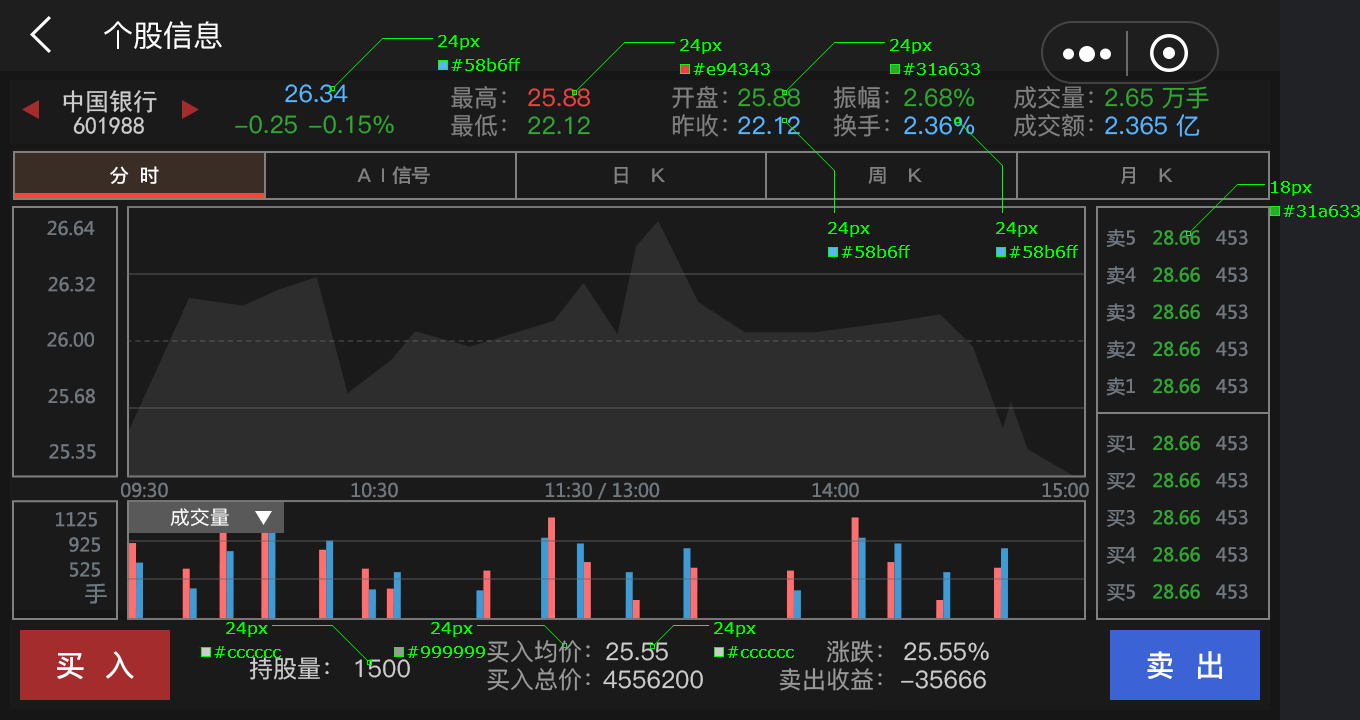 个股信息
24px
#58b6ff
24px
#e94343
24px
#31a633
中国银行
601988
26.34
-0.25 -0.15%
最高: 25.88
最低: 22.12
开盘: 25.88
昨收: 22.12
振幅: 2.68%
换手: 2.36%
成交量: 2.65 万手
成交额: 2.365 亿
分 时
A I 信号
日 K
周 K
月 K
18px
#31a633
24px
#58b6ff
24px
#58b6ff
26.64
26.32
26.00
25.68
25.35
09:30
10:30
11:30 / 13:00
14:00
15:00
卖5 28.66 453
卖4 28.66 453
卖3 28.66 453
卖2 28.66 453
卖1 28.66 453
买1 28.66 453
买2 28.66 453
买3 28.66 453
买4 28.66 453
买5 28.66 453
1125
925
525
手
成交量
24px
#cccccc
24px
#999999
24px
#cccccc
买 入
持股量: 1500
买入均价: 25.55
买入总价: 4556200
涨跌: 25.55%
卖出收益: -35666
卖 出